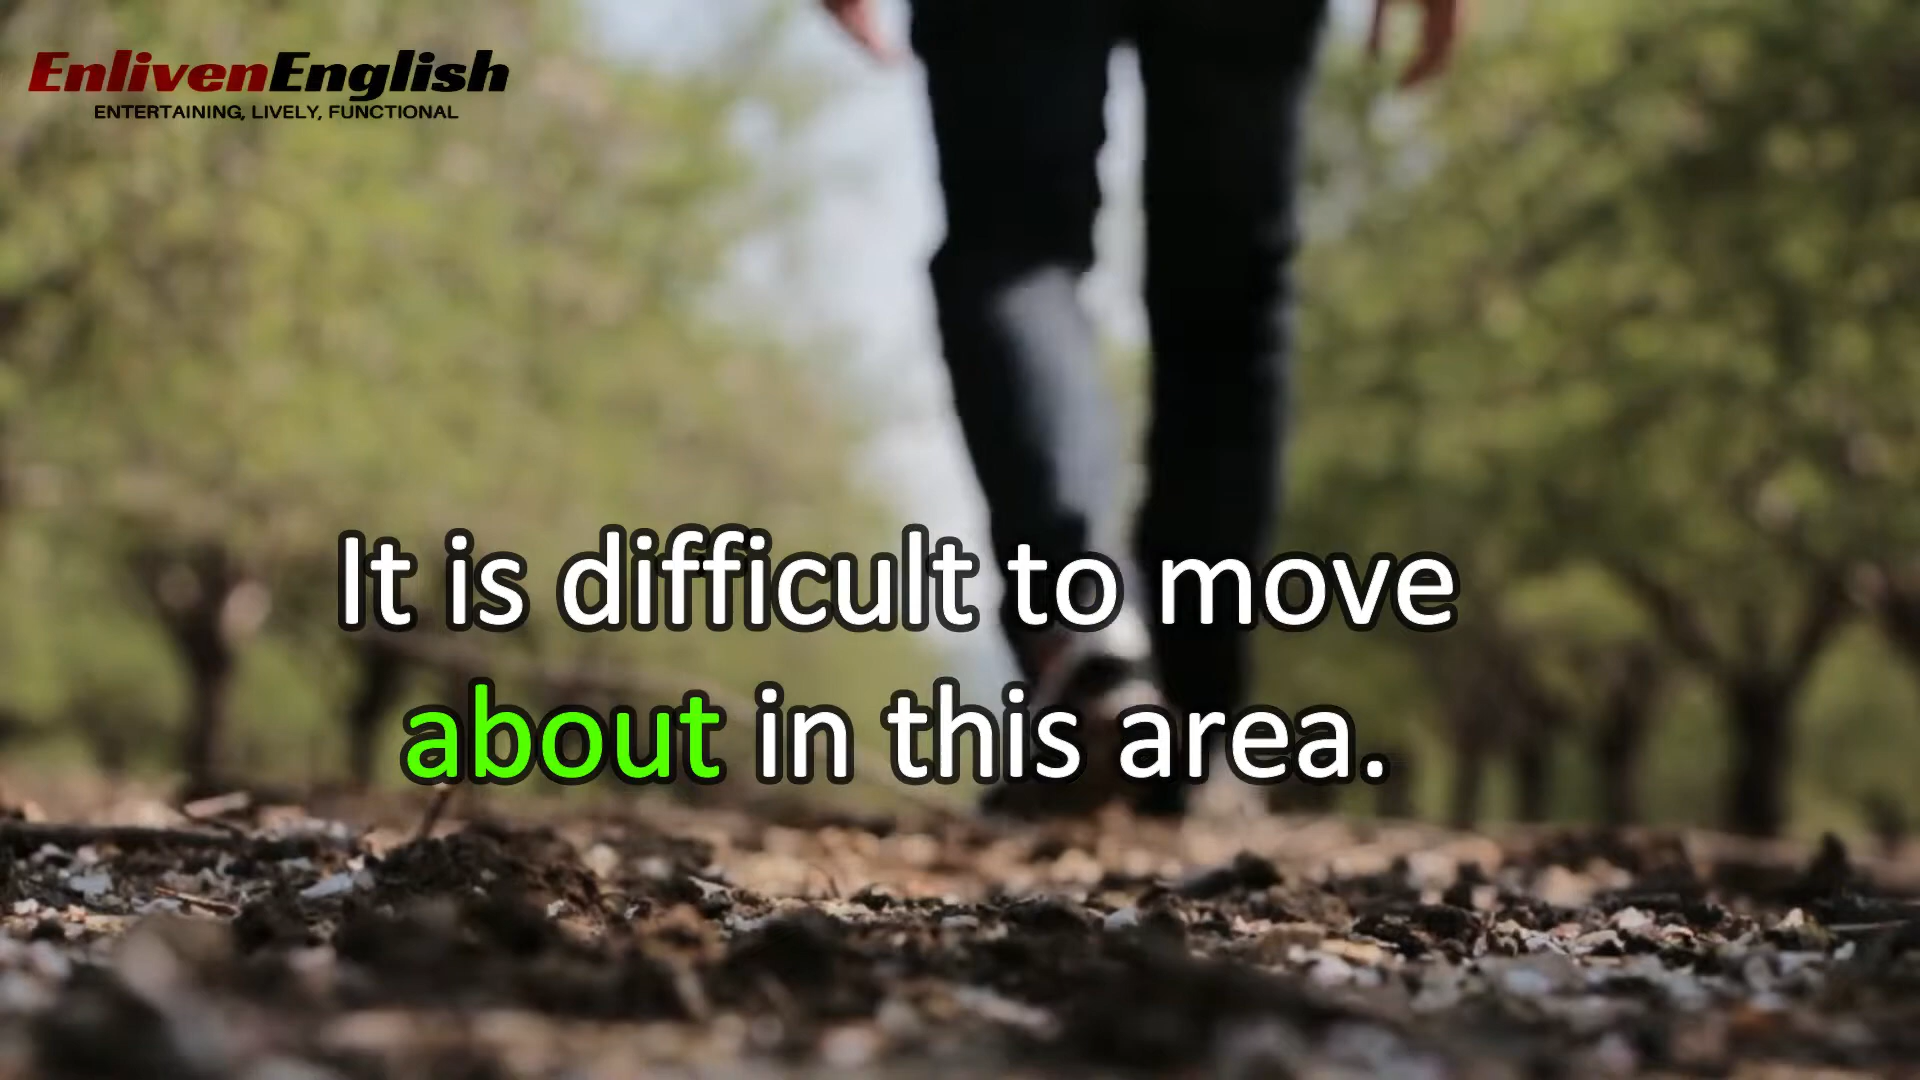 EnlivenEnglish
ENTERTAINING, LIVELY, FUNCTIONAL
It is difficult to move
about in this area.